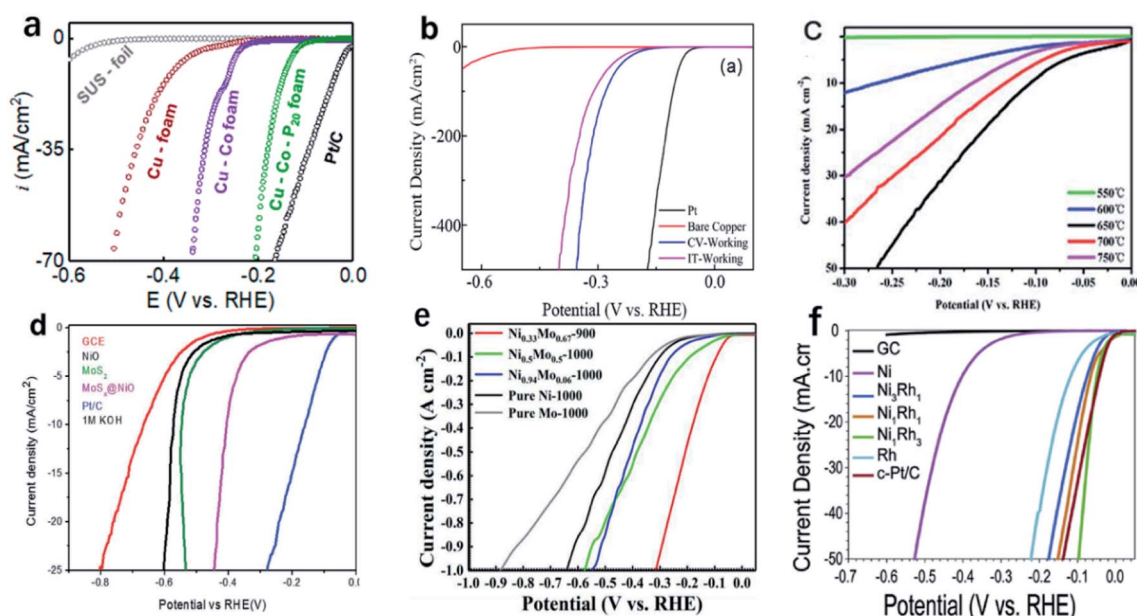 a
0
-35
-70
i (mA/cm²)
SUS - foil
Cu - foam
Cu - Co foam
Cu - Co - P₂₀ foam
Pt/C
-0.6 -0.4 -0.2 0.0
E (V vs. RHE)
b
(a)
0
-200
-400
Current Density (mA/cm²)
Pt
Bare Copper
CV-Working
IT-Working
-0.6 -0.3 0.0
Potential (V vs. RHE)
c
10
20
30
40
50
Current density (mA cm⁻²)
550℃
600℃
650℃
700℃
750℃
-0.30 -0.25 -0.20 -0.15 -0.10 -0.05 0.00
Potential (V vs. RHE)
d
0
-5
-10
-15
-20
-25
Current density (mA/cm²)
GCE
NiO
MoS₂
MoSₓ@NiO
Pt/C
1M KOH
-0.8 -0.6 -0.4 -0.2 0.0
Potential vs RHE(V)
e
-0.0
-0.1
-0.2
-0.3
-0.4
-0.5
-0.6
-0.7
-0.8
-0.9
-1.0
Current density (A cm⁻²)
Ni₀.₃₃Mo₀.₆₇-900
Ni₀.₅Mo₀.₅-1000
Ni₀.₉₄Mo₀.₀₆-1000
Pure Ni-1000
Pure Mo-1000
-1.0 -0.9 -0.8 -0.7 -0.6 -0.5 -0.4 -0.3 -0.2 -0.1 0.0
Potential (V vs. RHE)
f
0
-10
-20
-30
-40
-50
Current Density (mA.cm
GC
Ni
Ni₃Rh₁
Ni₁Rh₁
Ni₁Rh₃
Rh
c-Pt/C
-0.7 -0.6 -0.5 -0.4 -0.3 -0.2 -0.1 0.0
Potential (V vs. RHE)